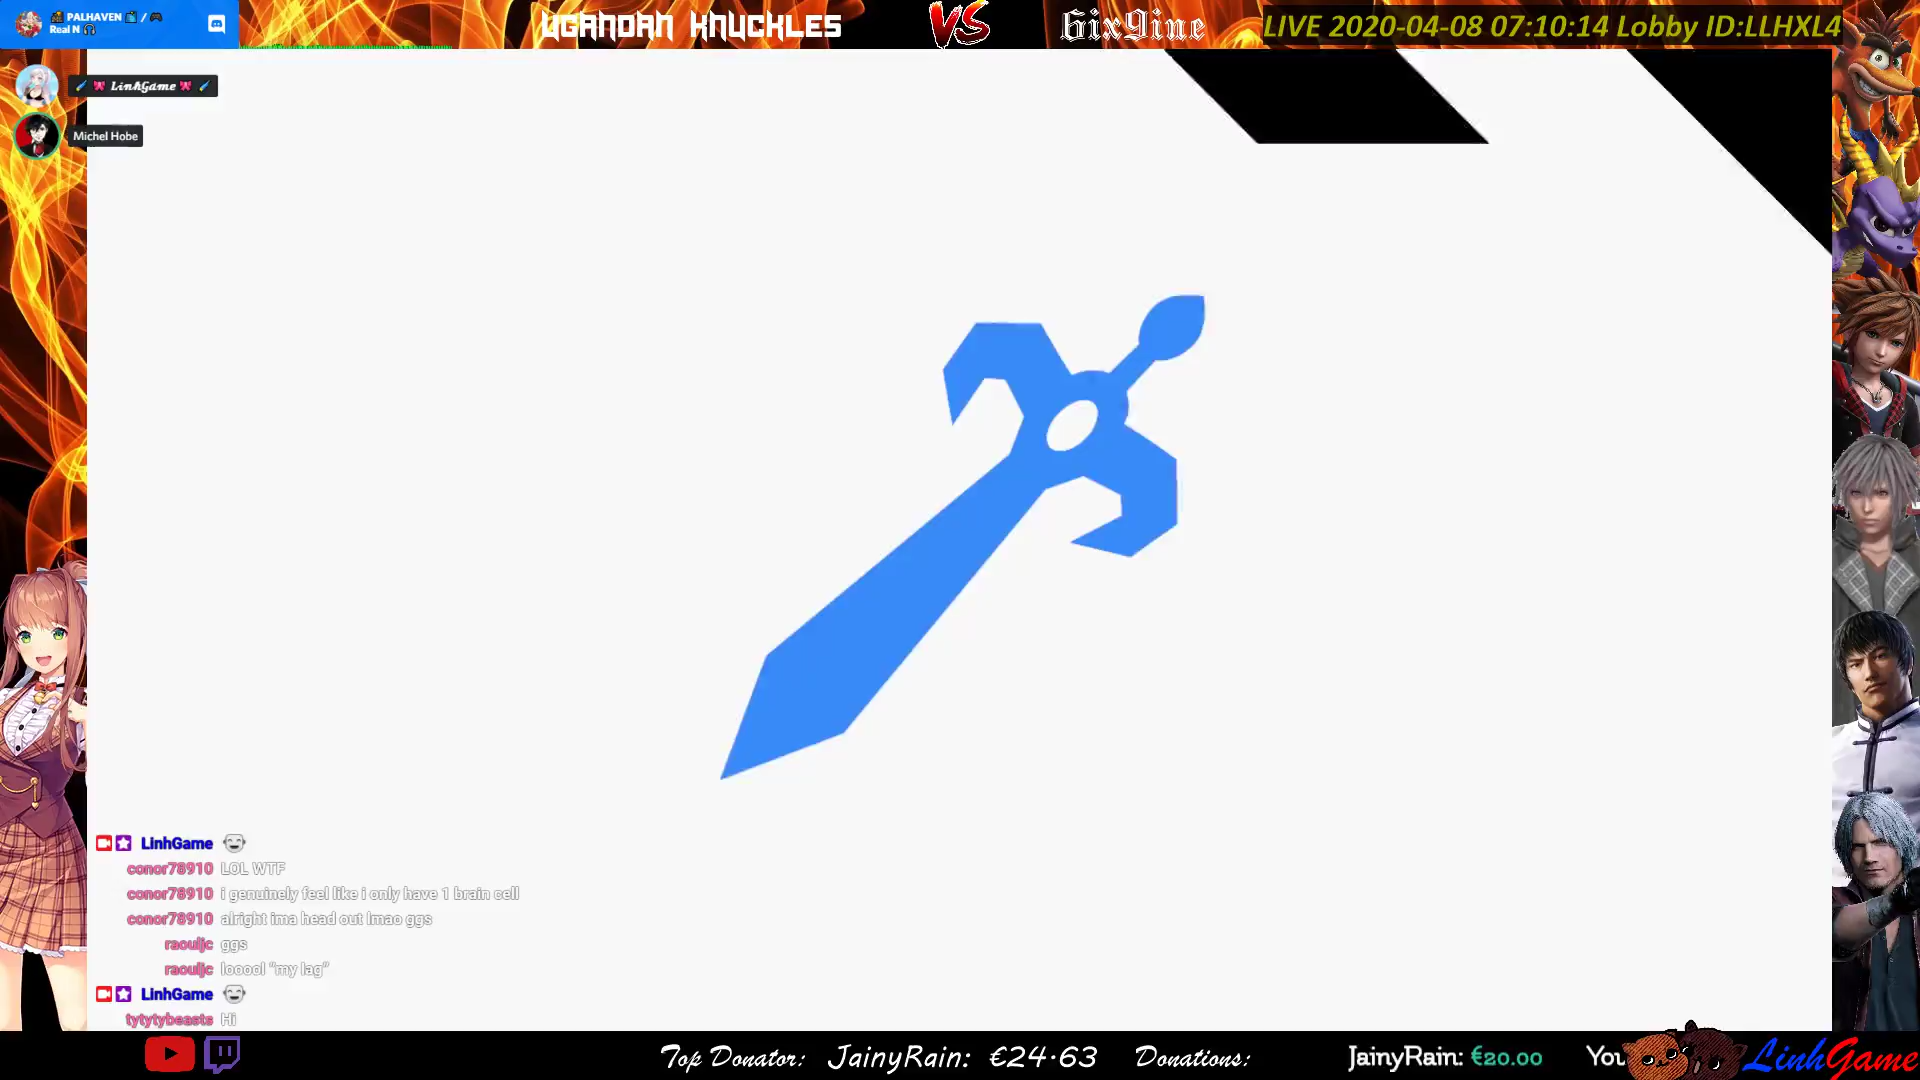 PALHAVEN /
Real N
UGANDAN KNUCKLES VS 6ix9ine
LIVE 2020-04-08 07:10:14 Lobby ID:LLHXL4
LinhGame
Michel Hobe
LinhGame
conor78910 LOL WTF
conor78910 i genuinely feel like i only have 1 brain cell
conor78910 alright ima head out lmao ggs
raouljc ggs
raouljc looool “my lag”
LinhGame
tytytybeasts Hi
Top Donator: JainyRain: €24.63 Donations: JainyRain: €20.00 You
LinhGame